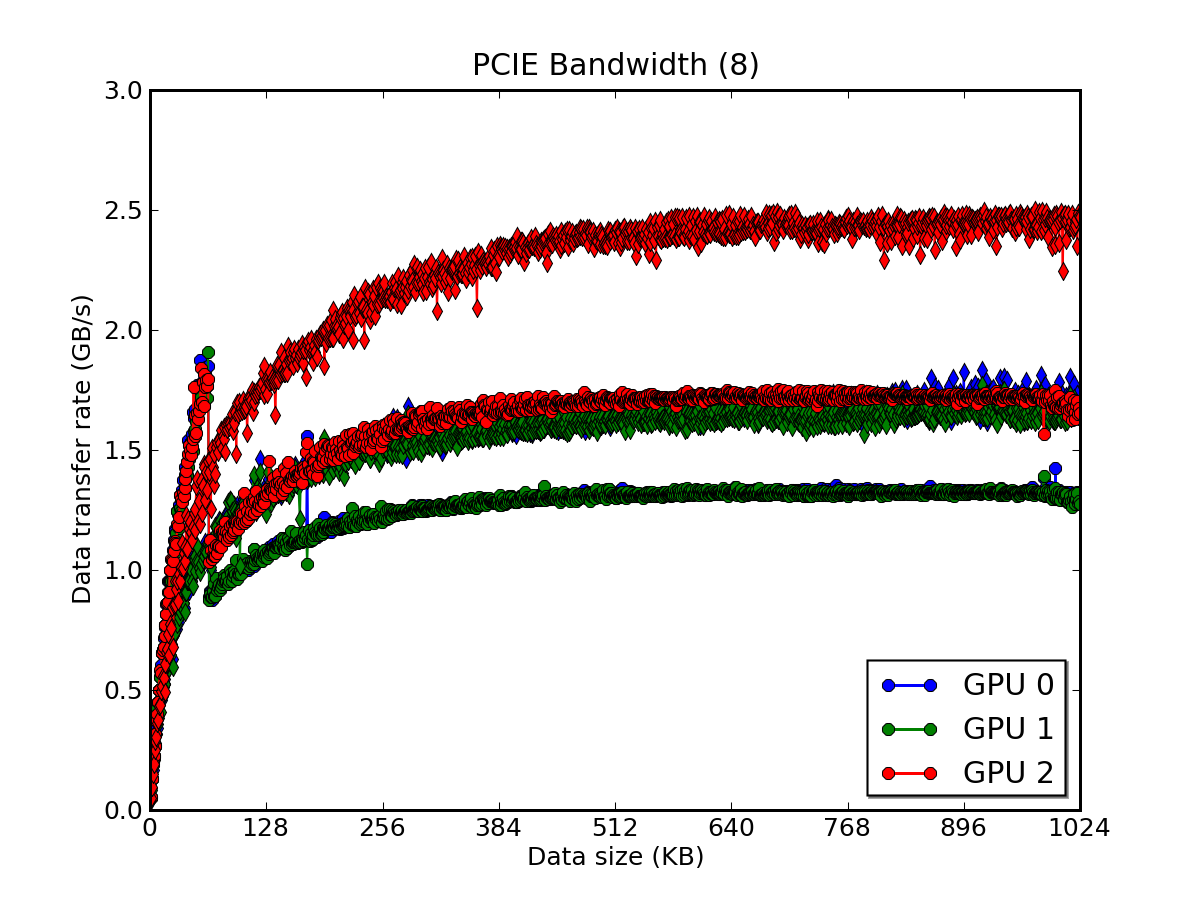 PCIE Bandwidth (8)
3.0
2.5
2.0
1.5
1.0
0.5
0.0
Data transfer rate (GB/s)
GPU 0
GPU 1
GPU 2
0 128 256 384 512 640 768 896 1024
Data size (KB)